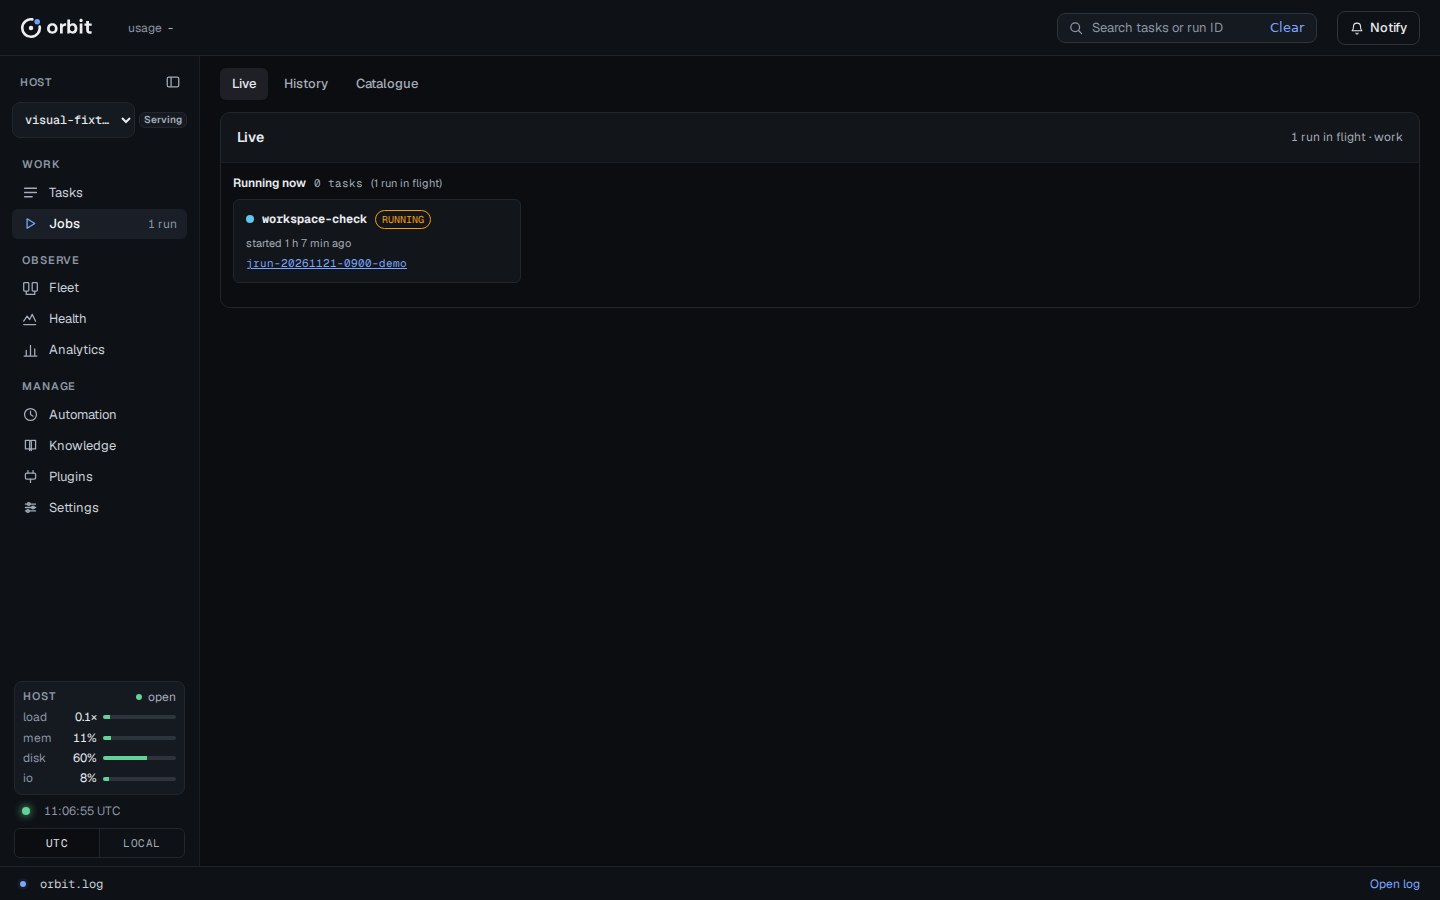 orbit
usage -
Search tasks or run ID
Clear
Notify
HOST
visual-fixt…
Serving
WORK
Tasks
Jobs
1 run
OBSERVE
Fleet
Health
Analytics
MANAGE
Automation
Knowledge
Plugins
Settings
HOST
open
load 0.1×
mem 11%
disk 60%
io 8%
11:06:55 UTC
UTC
LOCAL
Live
History
Catalogue
Live
1 run in flight · work
Running now 0 tasks (1 run in flight)
workspace-check RUNNING
started 1 h 7 min ago
jrun-20261121-0900-demo
orbit.log
Open log